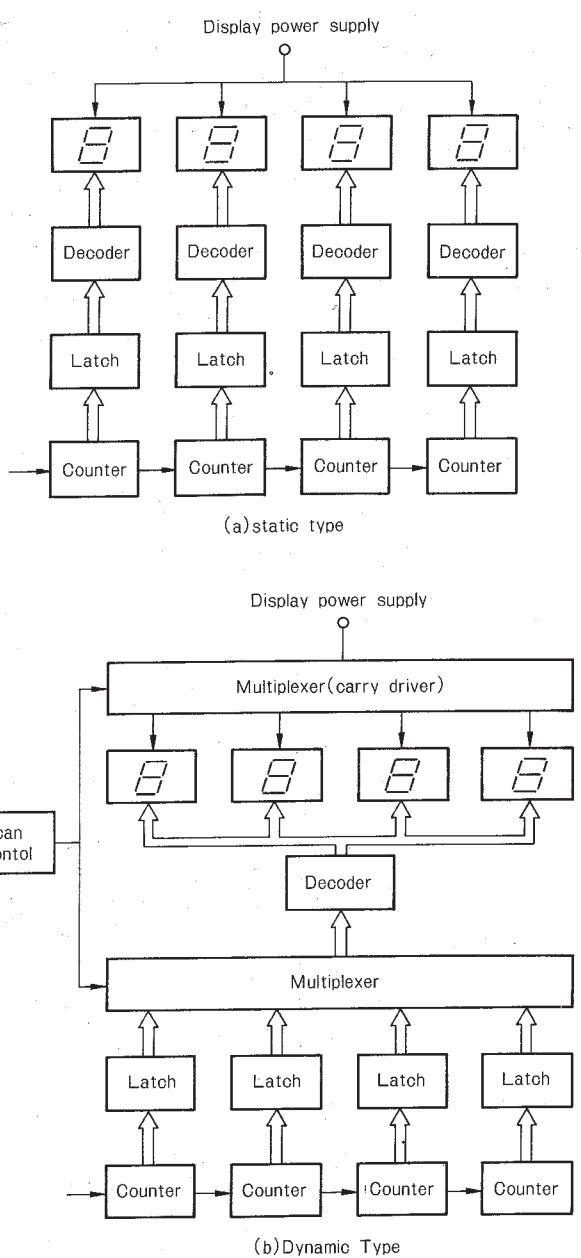 Display power supply
Decoder Decoder Decoder Decoder
Latch Latch Latch Latch
Counter Counter Counter Counter
(a)static type
Display power supply
Multiplexer(carry driver)
can
ontol
Decoder
Multiplexer
Latch Latch Latch Latch
Counter Counter Counter Counter
(b)Dynamic Type